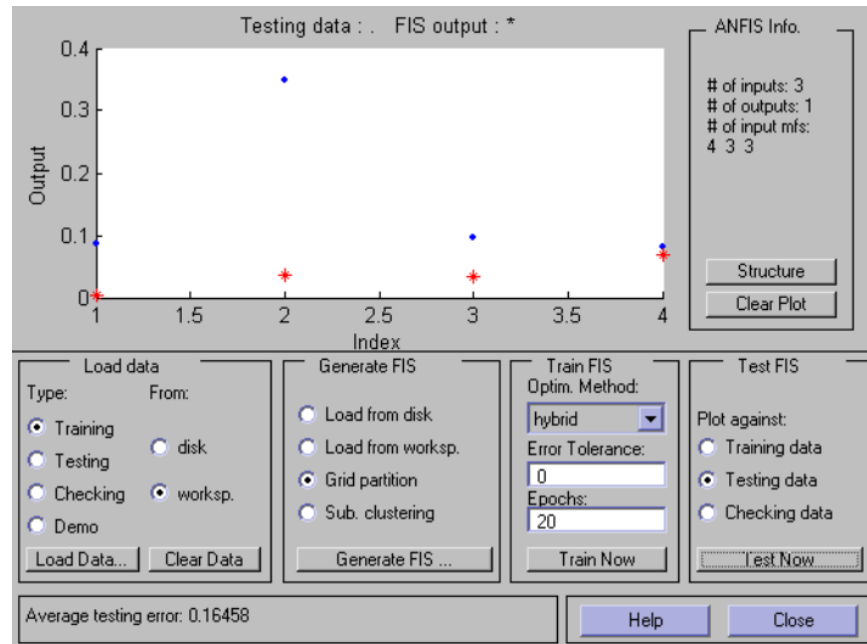 Testing data : .   FIS output : *
0.4
0.3
0.2
0.1
0
Output
1
1.5
2
2.5
3
3.5
4
Index
ANFIS Info.
# of inputs: 3
# of outputs: 1
# of input mfs:
4 3 3
Structure
Clear Plot
Load data
Type:
From:
Training
Testing
Checking
Demo
disk
worksp.
Load Data...
Clear Data
Generate FIS
Load from disk
Load from worksp.
Grid partition
Sub. clustering
Generate FIS ...
Train FIS
Optim. Method:
hybrid
Error Tolerance:
0
Epochs:
20
Train Now
Test FIS
Plot against:
Training data
Testing data
Checking data
Test Now
Average testing error: 0.16458
Help
Close